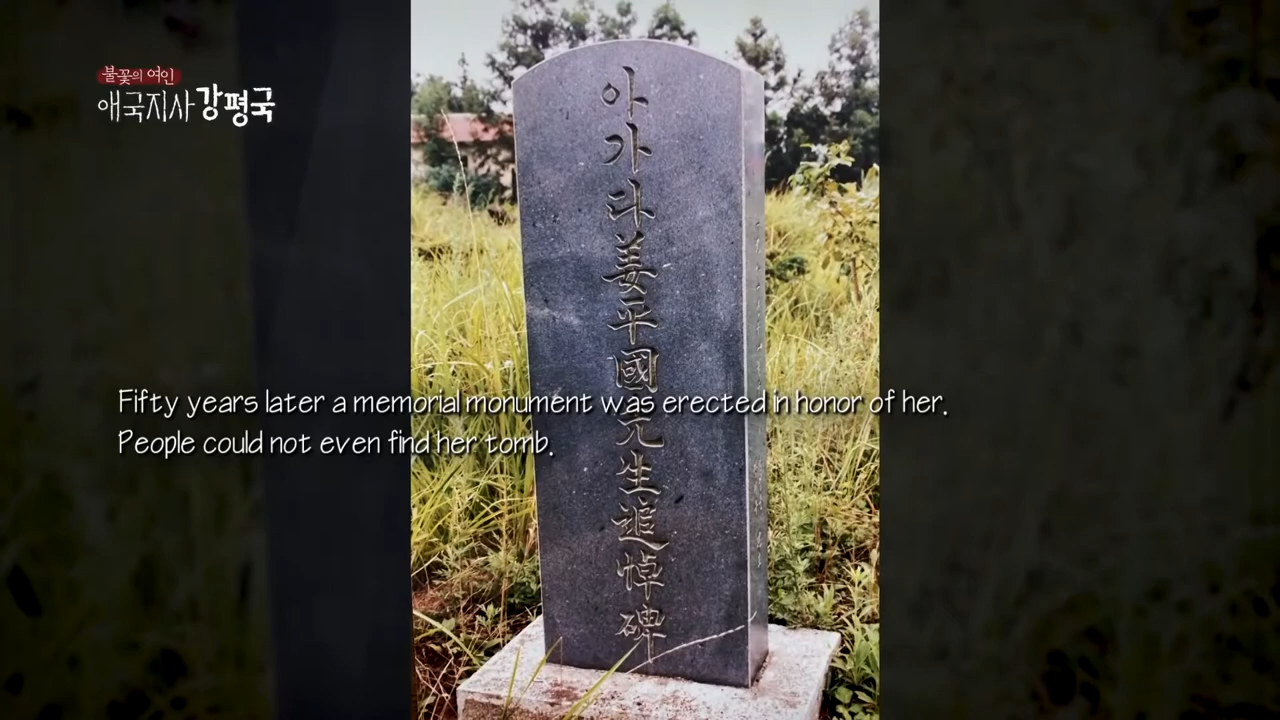 불꽃의 여인
애국지사 강평국
아가다姜平國先生追悼碑
Fifty years later a memorial monument was erected in honor of her.
People could not even find her tomb.